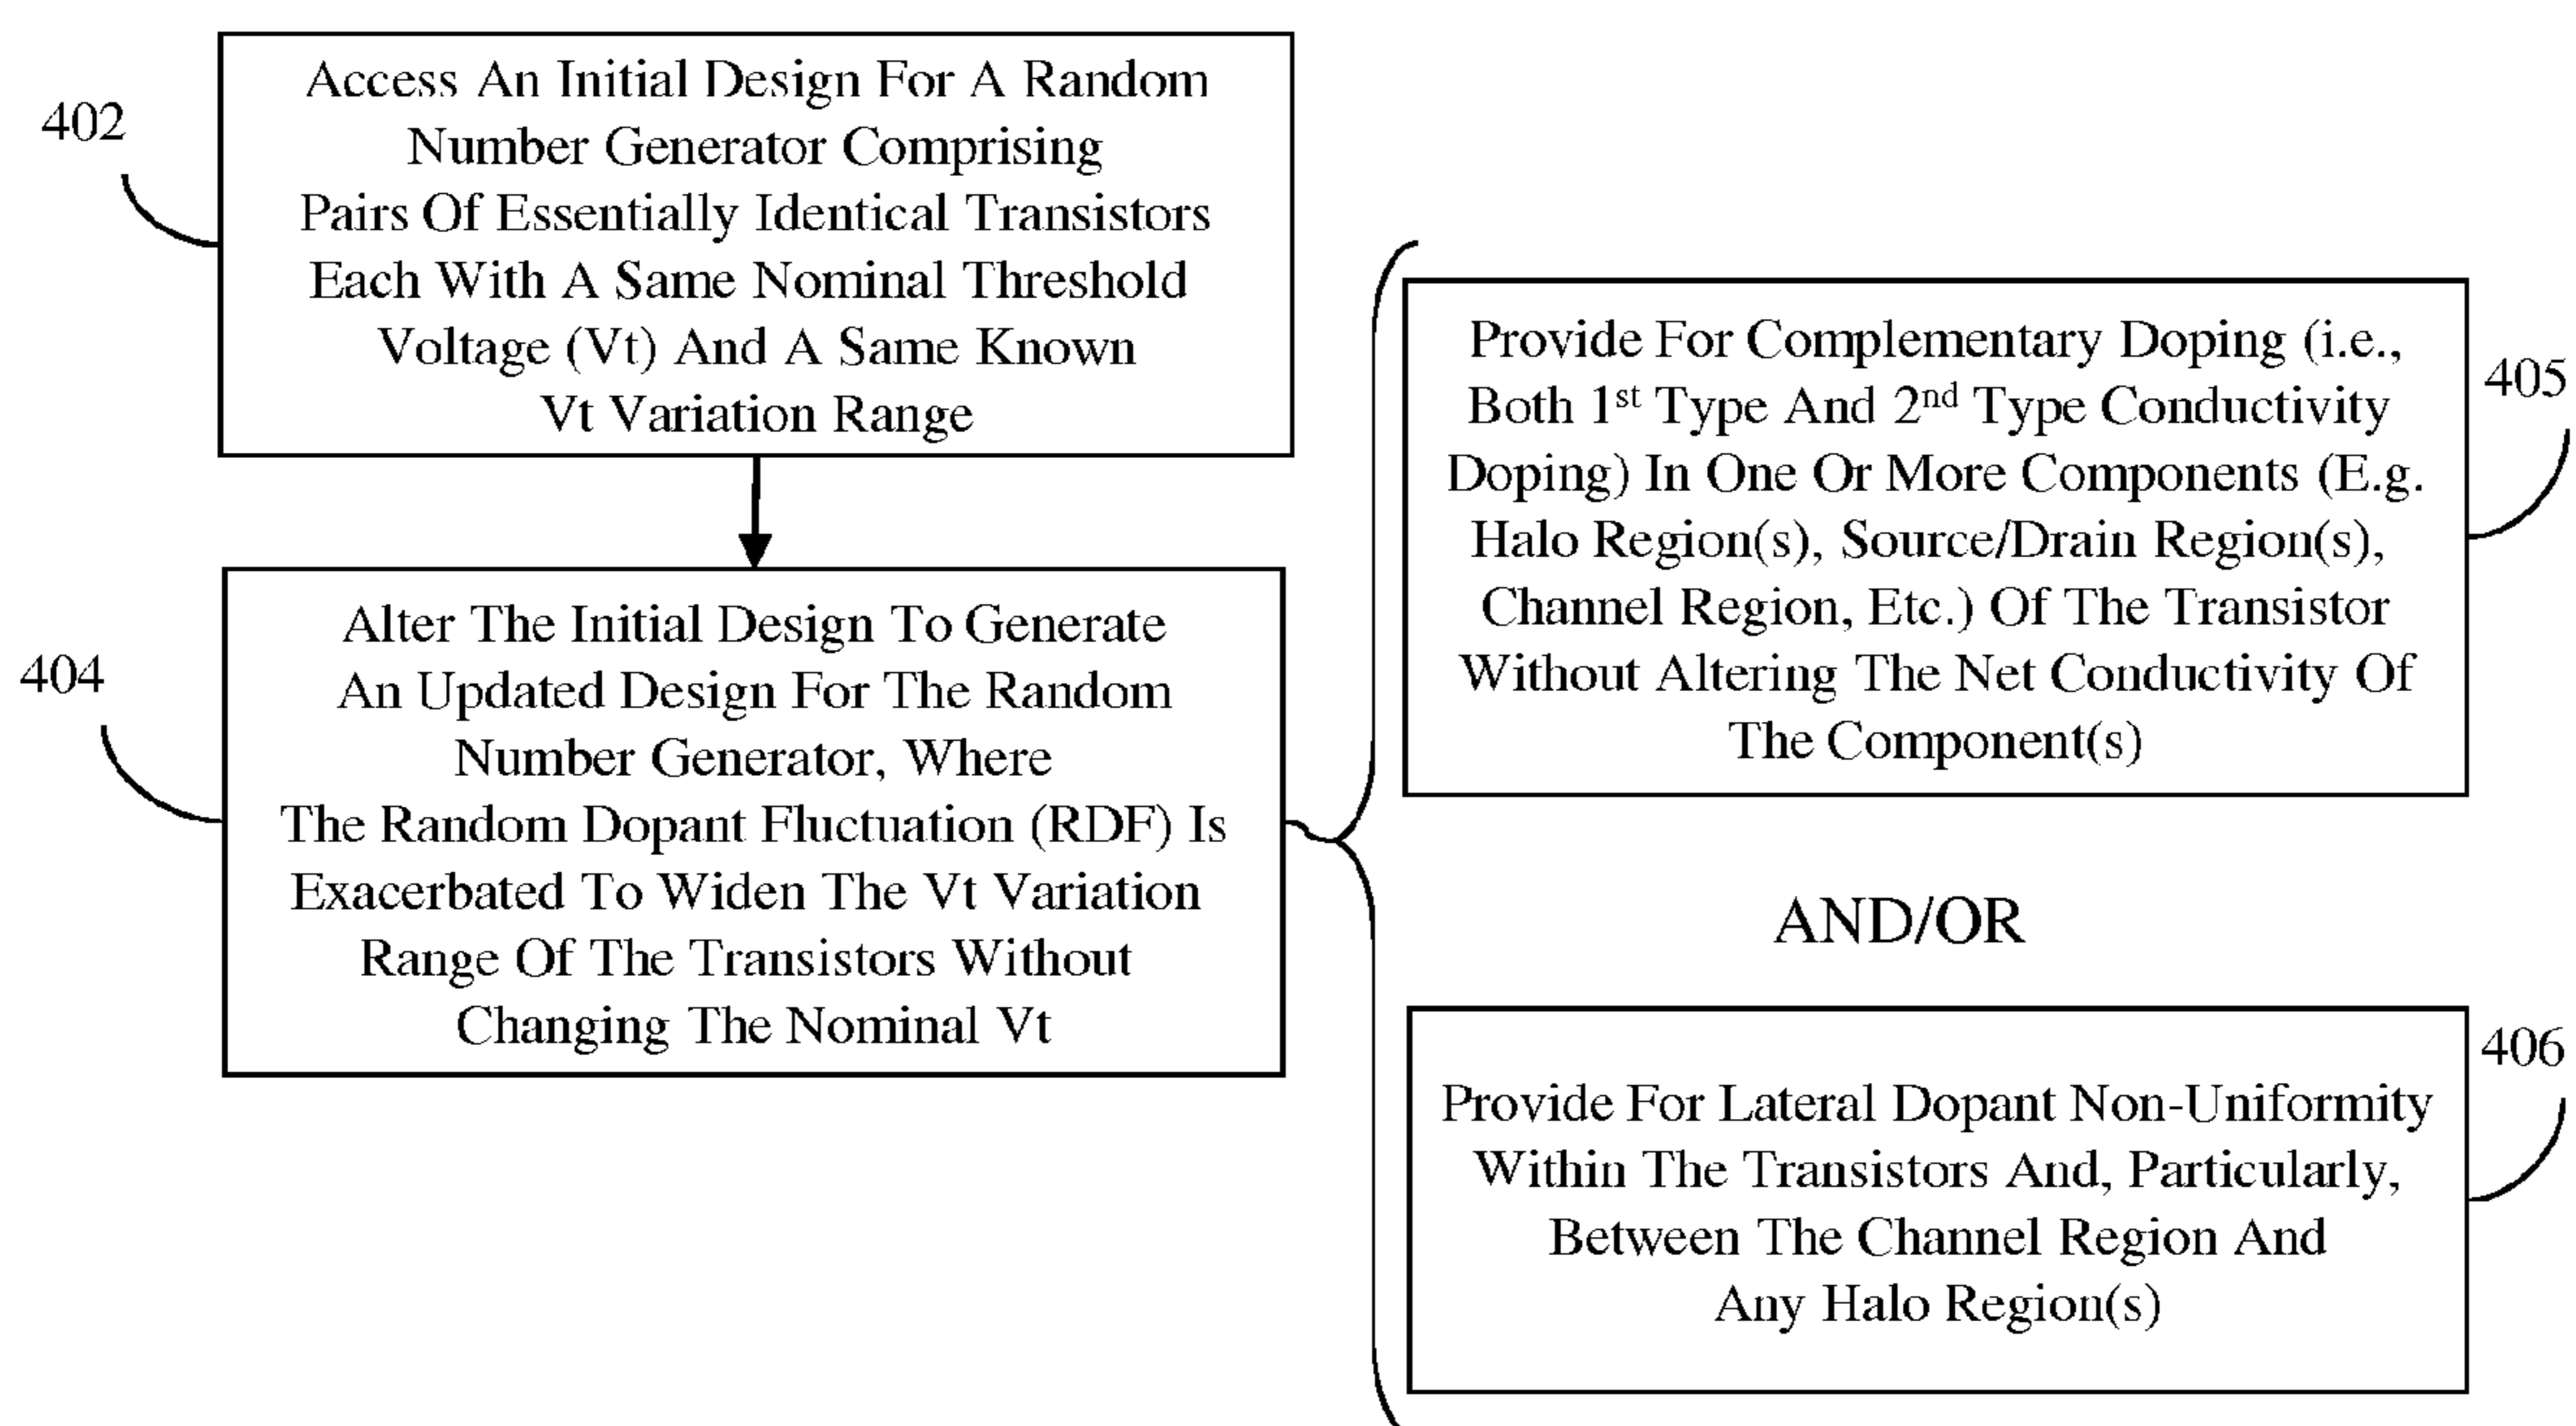 402
Access An Initial Design For A Random
Number Generator Comprising
Pairs Of Essentially Identical Transistors
Each With A Same Nominal Threshold
Voltage (Vt) And A Same Known
Vt Variation Range
404
Alter The Initial Design To Generate
An Updated Design For The Random
Number Generator, Where
The Random Dopant Fluctuation (RDF) Is
Exacerbated To Widen The Vt Variation
Range Of The Transistors Without
Changing The Nominal Vt
405
Provide For Complementary Doping (i.e.,
Both 1st Type And 2nd Type Conductivity
Doping) In One Or More Components (E.g.
Halo Region(s), Source/Drain Region(s),
Channel Region, Etc.) Of The Transistor
Without Altering The Net Conductivity Of
The Component(s)
AND/OR
406
Provide For Lateral Dopant Non-Uniformity
Within The Transistors And, Particularly,
Between The Channel Region And
Any Halo Region(s)